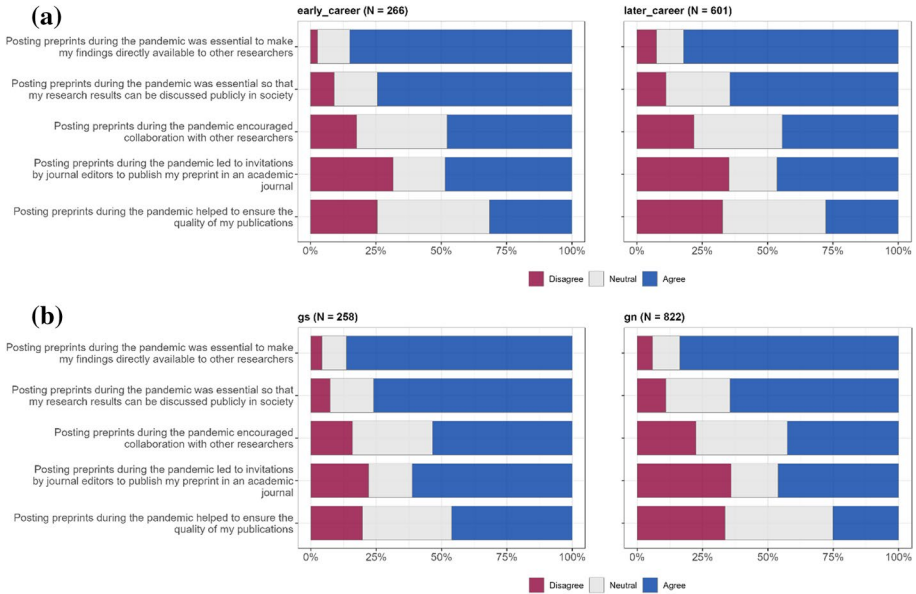 (a)
early_career (N = 266)
later_career (N = 601)
Posting preprints during the pandemic was essential to make
my findings directly available to other researchers
Posting preprints during the pandemic was essential so that
my research results can be discussed publicly in society
Posting preprints during the pandemic encouraged
collaboration with other researchers
Posting preprints during the pandemic led to invitations
by journal editors to publish my preprint in an academic
journal
Posting preprints during the pandemic helped to ensure the
quality of my publications
0% 25% 50% 75% 100%
0% 25% 50% 75% 100%
Disagree Neutral Agree
(b)
gs (N = 258)
gn (N = 822)
Posting preprints during the pandemic was essential to make
my findings directly available to other researchers
Posting preprints during the pandemic was essential so that
my research results can be discussed publicly in society
Posting preprints during the pandemic encouraged
collaboration with other researchers
Posting preprints during the pandemic led to invitations
by journal editors to publish my preprint in an academic
journal
Posting preprints during the pandemic helped to ensure the
quality of my publications
0% 25% 50% 75% 100%
0% 25% 50% 75% 100%
Disagree Neutral Agree